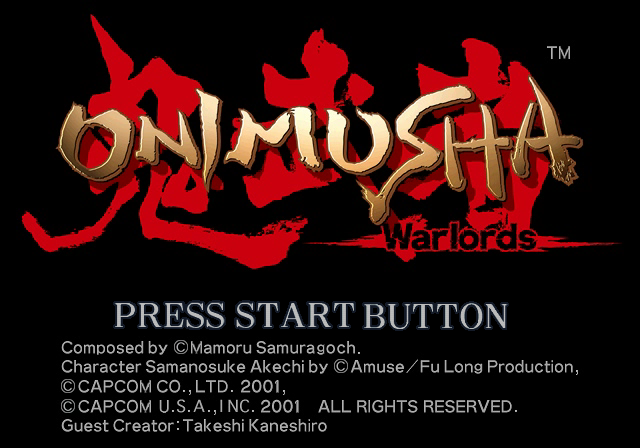 鬼武者
ONIMUSHA
TM
Warlords
PRESS START BUTTON
Composed by ©Mamoru Samuragoch.
Character Samanosuke Akechi by ©Amuse/Fu Long Production,
©CAPCOM CO.,LTD. 2001,
©CAPCOM U.S.A.,INC. 2001 ALL RIGHTS RESERVED.
Guest Creator:Takeshi Kaneshiro